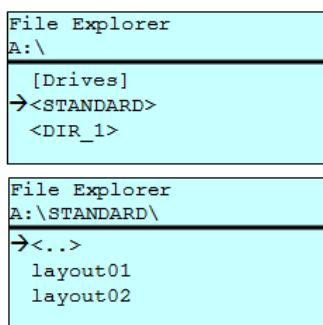 File Explorer
A:\
[Drives]
→<STANDARD>
<DIR_1>
File Explorer
A:\STANDARD\
→<..>
layout01
layout02